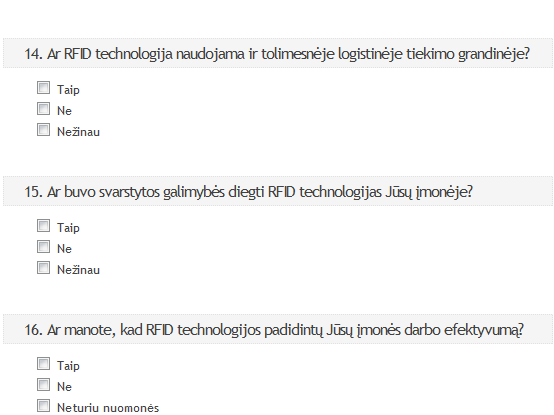 14. Ar RFID technologija naudojama ir tolimesnėje logistinėje tiekimo grandinėje?
Taip
Ne
Nežinau
15. Ar buvo svarstytos galimybės diegti RFID technologijas Jūsų įmonėje?
Taip
Ne
Nežinau
16. Ar manote, kad RFID technologijos padidintų Jūsų įmonės darbo efektyvumą?
Taip
Ne
Neturiu nuomonės